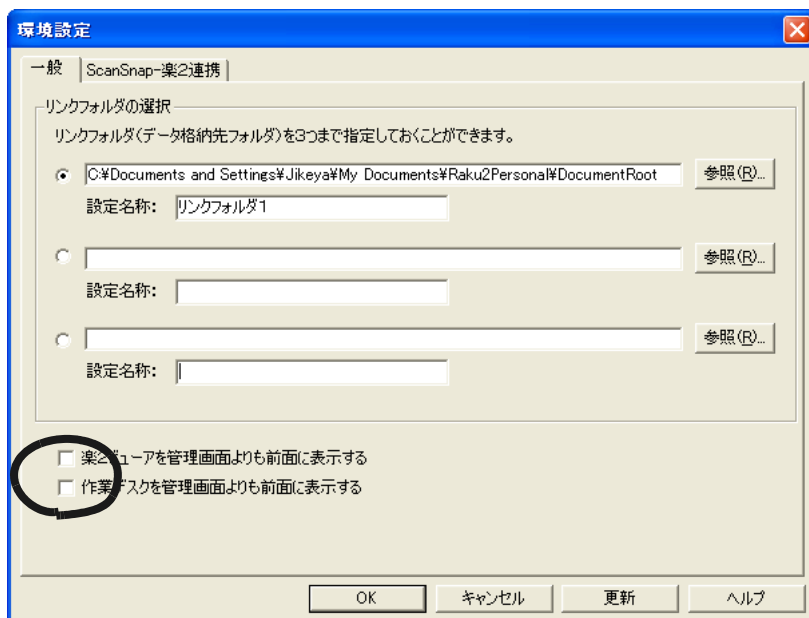 環境設定
一般 ScanSnap-楽2連携
リンクフォルダの選択
リンクフォルダ(データ格納先フォルダ)を3つまで指定しておくことができます。
C:¥Documents and Settings¥Jikeya¥My Documents¥Raku2Personal¥DocumentRoot 参照(R)...
設定名称: リンクフォルダ1
参照(R)...
設定名称:
参照(R)...
設定名称:
楽2ビューアを管理画面よりも前面に表示する
作業デスクを管理画面よりも前面に表示する
OK キャンセル 更新 ヘルプ